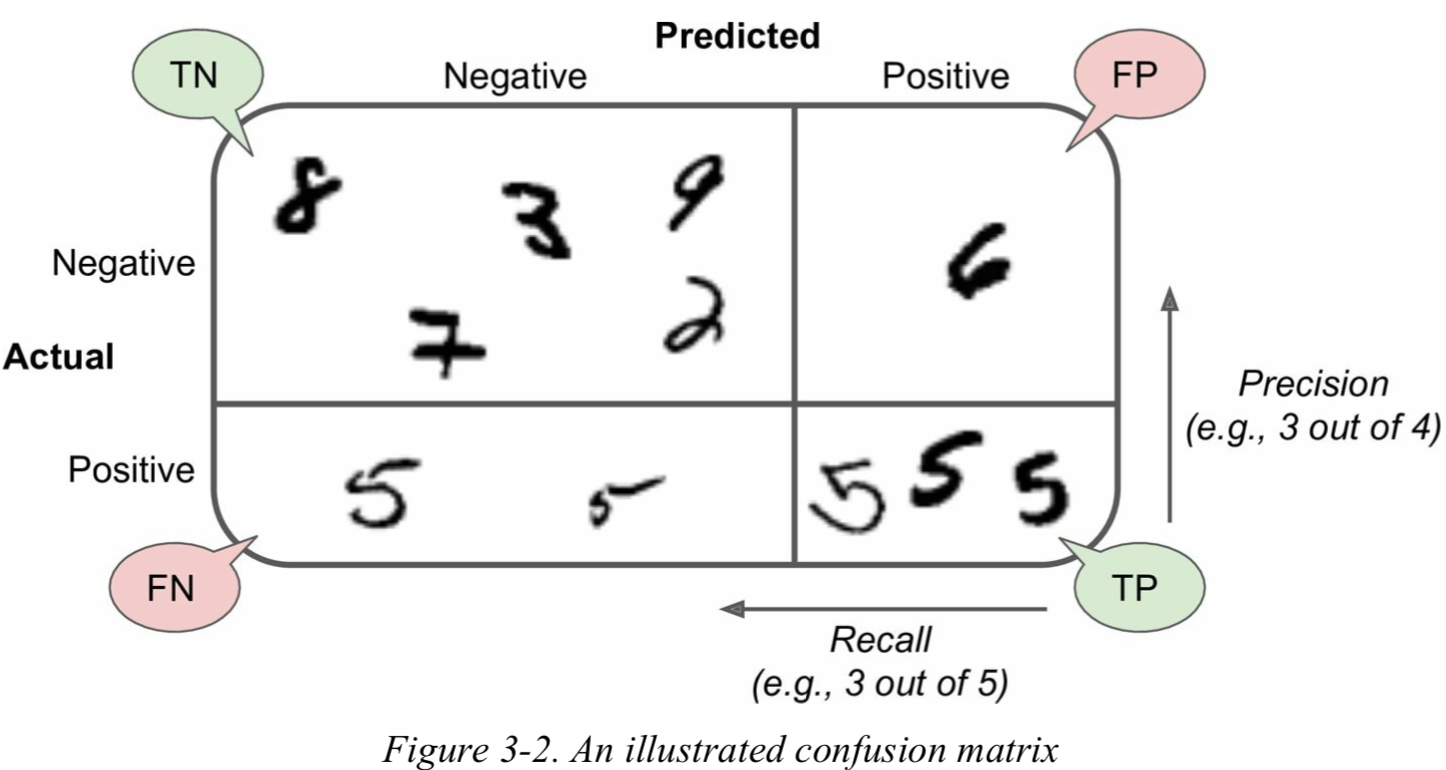 Predicted
TN
Negative
Positive
FP
8
3
9
6
Negative
7
2
Actual
Precision
(e.g., 3 out of 4)
Positive
5
5
5
5
5
FN
TP
Recall
(e.g., 3 out of 5)
Figure 3-2. An illustrated confusion matrix